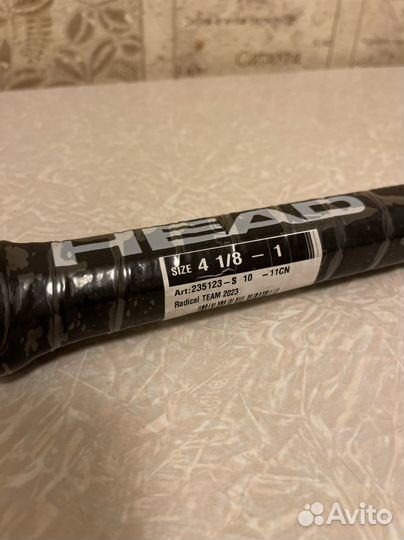 HEAD
SIZE 4 1/8 - 1
Art:235123-S 10 -11CN
Radical TEAM 2023
Avito